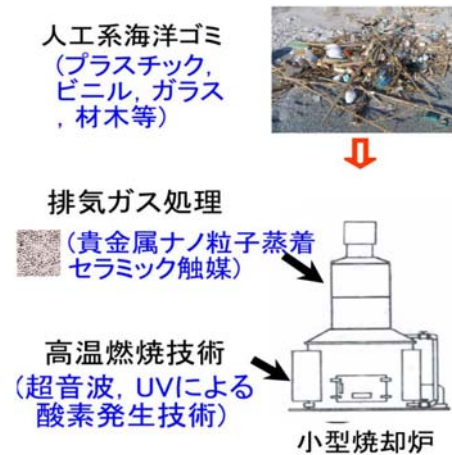 人工系海洋ゴミ
(プラスチック,
ビニル, ガラス
, 材木等)
排気ガス処理
(貴金属ナノ粒子蒸着
セラミック触媒)
高温燃焼技術
(超音波, UVによる
酸素発生技術)
小型焼却炉